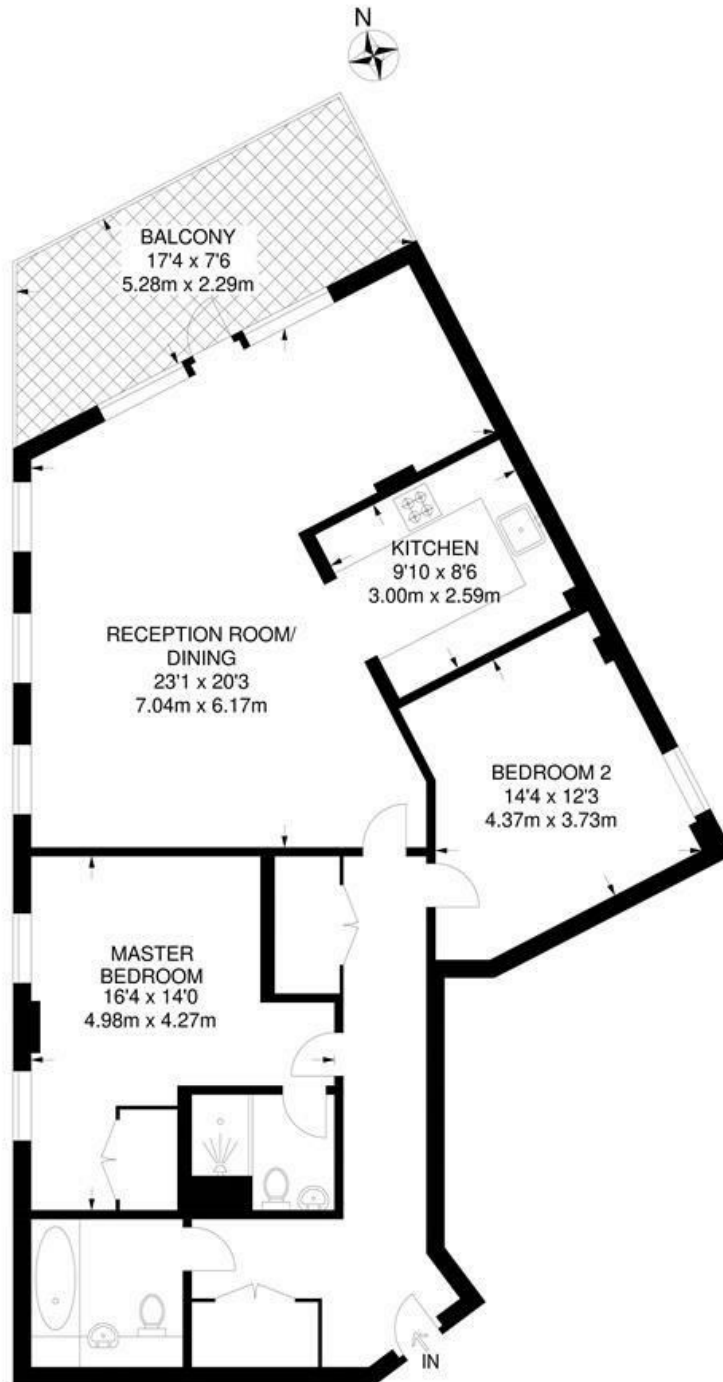 N
BALCONY
17'4 x 7'6
5.28m x 2.29m
KITCHEN
9'10 x 8'6
3.00m x 2.59m
RECEPTION ROOM/
DINING
23'1 x 20'3
7.04m x 6.17m
BEDROOM 2
14'4 x 12'3
4.37m x 3.73m
MASTER
BEDROOM
16'4 x 14'0
4.98m x 4.27m
IN